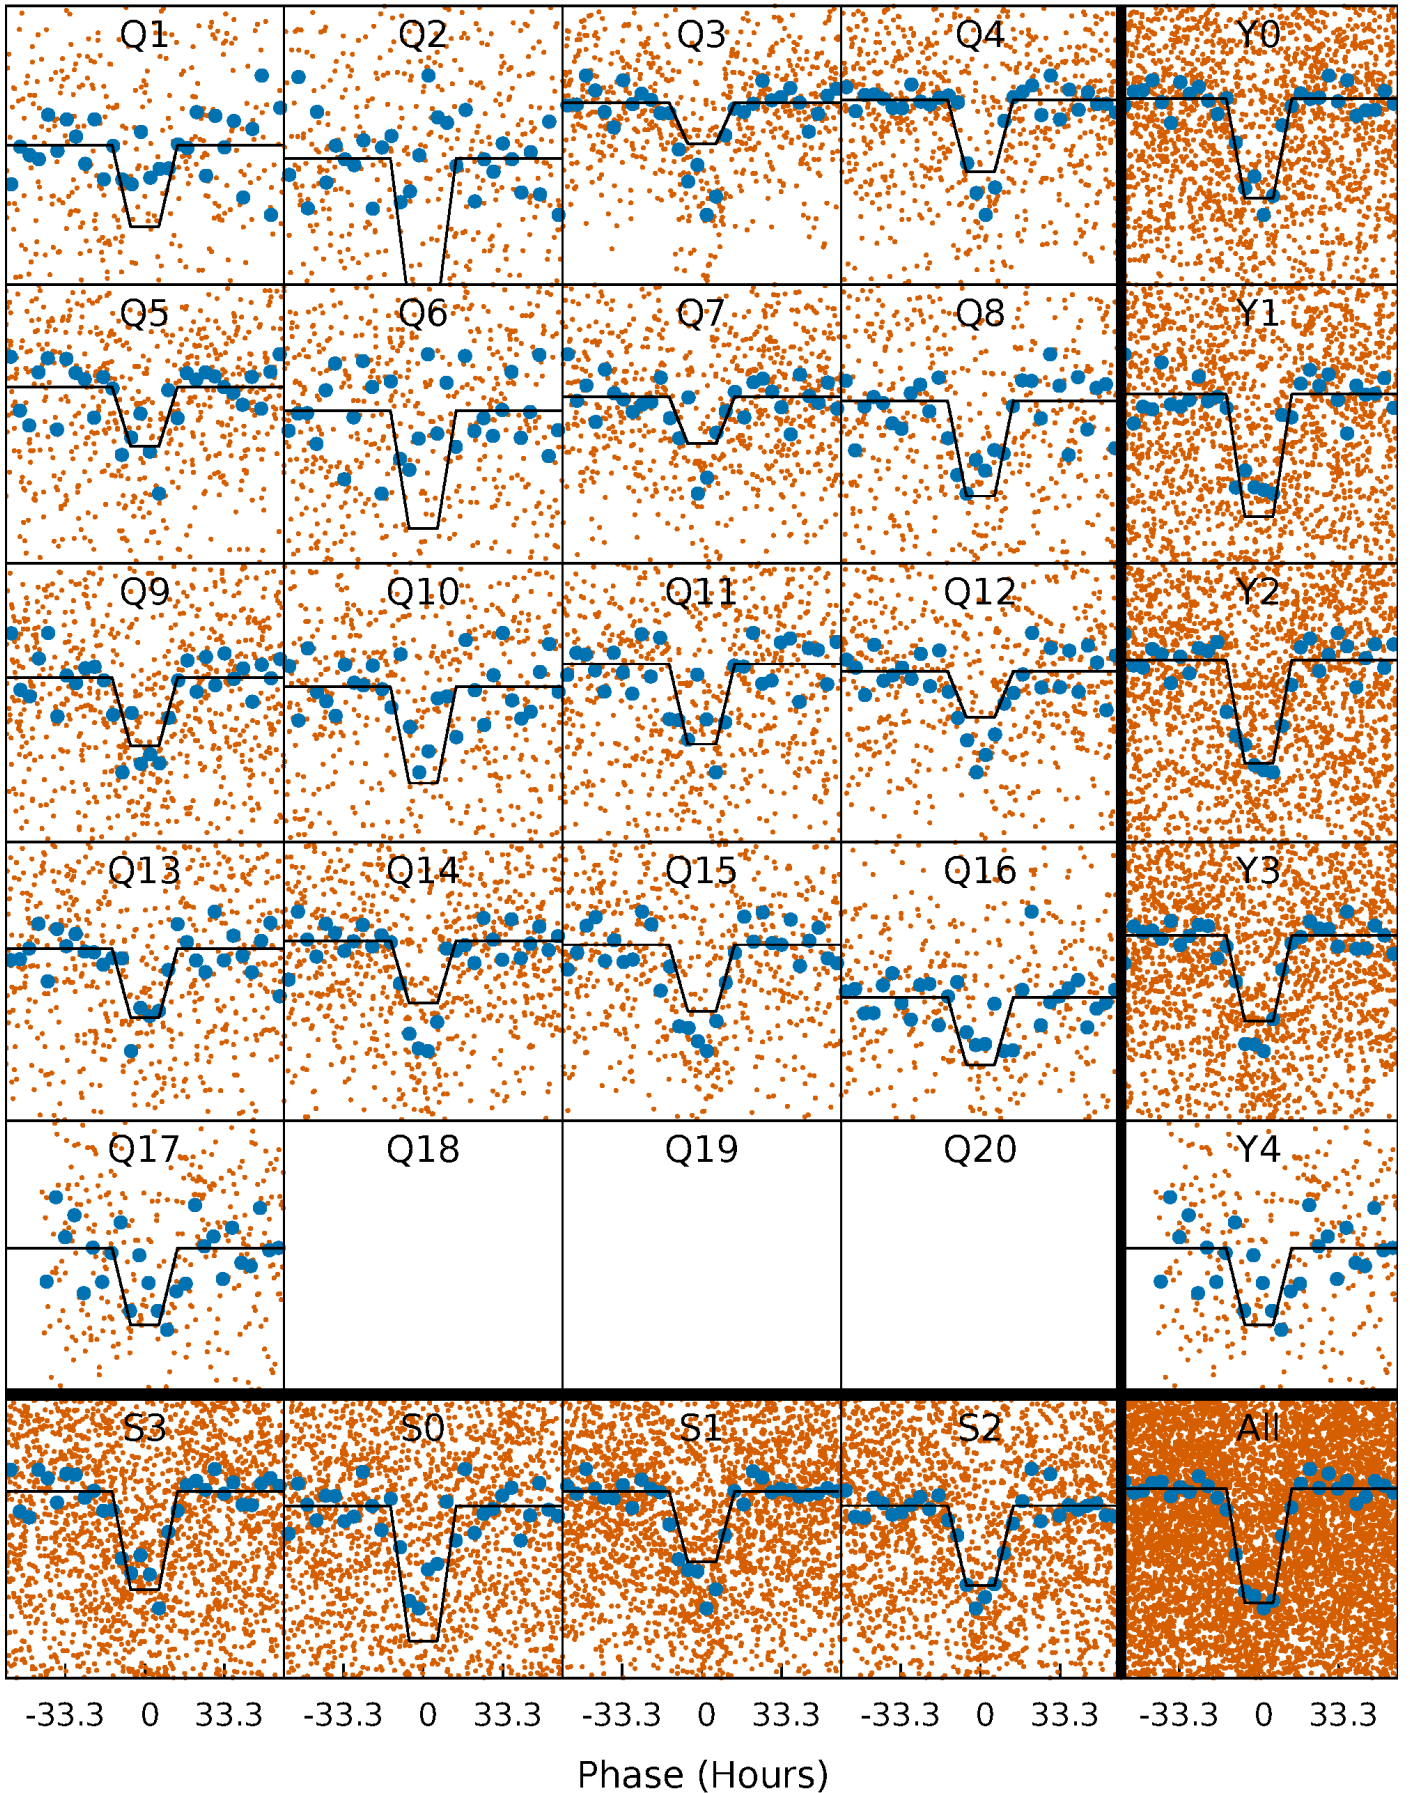 Q1 Q2 Q3 Q4 Y0
Q5 Q6 Q7 Q8 Y1
Q9 Q10 Q11 Q12 Y2
Q13 Q14 Q15 Q16 Y3
Q17 Q18 Q19 Q20 Y4
S3 S0 S1 S2 All
-33.3 0 33.3 -33.3 0 33.3 -33.3 0 33.3 -33.3 0 33.3 -33.3 0 33.3
Phase (Hours)